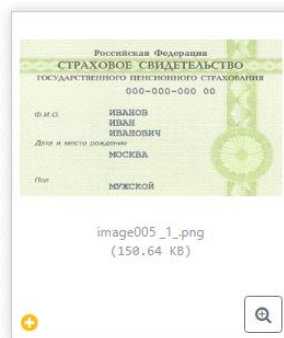 Российская Федерация
СТРАХОВОЕ СВИДЕТЕЛЬСТВО
ГОСУДАРСТВЕННОГО ПЕНСИОННОГО СТРАХОВАНИЯ
000-000-000 00
Ф.И.О. ИВАНОВ
ИВАН
ИВАНОВИЧ
Дата и место рождения
МОСКВА
Пол МУЖСКОЙ
image005_1_.png
(150.64 KB)